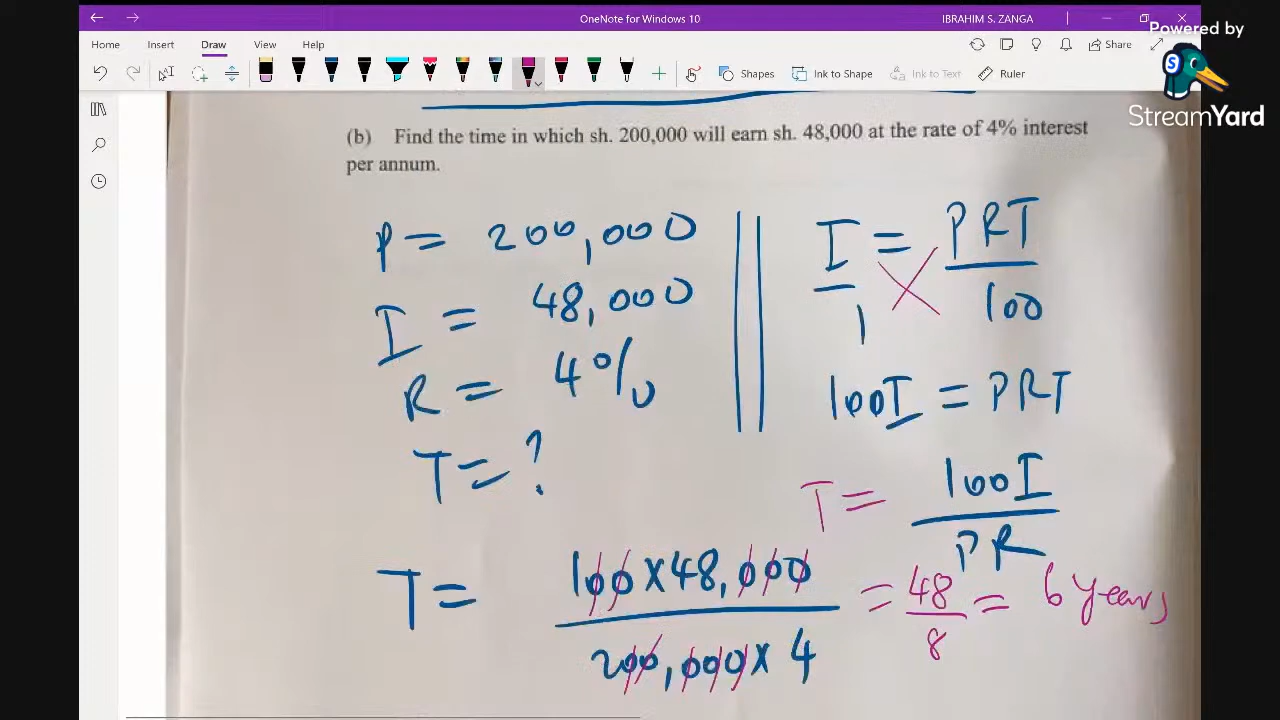 OneNote for Windows 10
IBRAHIM S. ZANGA
Powered by
StreamYard
Home Insert Draw View Help
Share
Shapes Ink to Shape Ink to Text Ruler
(b) Find the time in which sh. 200,000 will earn sh. 48,000 at the rate of 4% interest
per annum.
P = 200,000
I = 48,000
R = 4%
T = ?
I/1 = PRT/100
100I = PRT
T = 100I/PR
T = 100 x 48,000 / 200,000 x 4 = 48/8 = 6 years